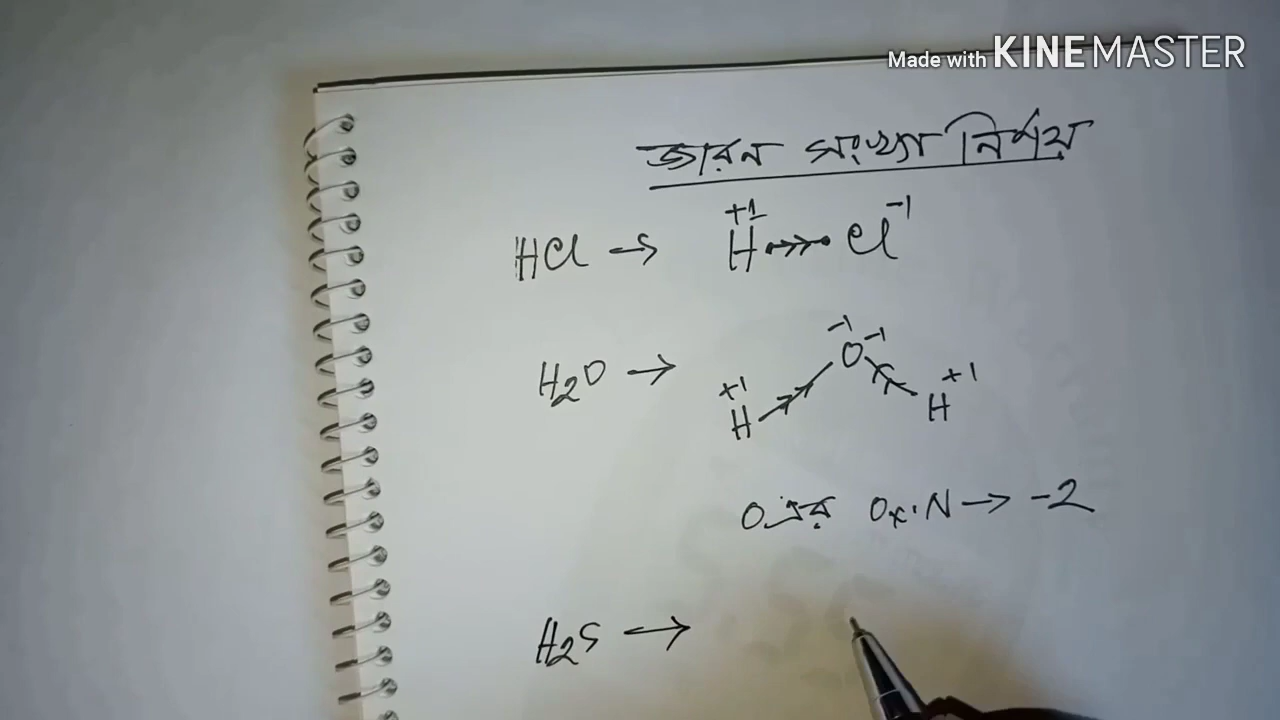 Made with KINEMASTER
জারন সংখ্যা নির্ণয়
HCl → +1 H Cl -1
H2O → +1 H -1 O -1 H +1
O এর Ox.N → -2
H2S →